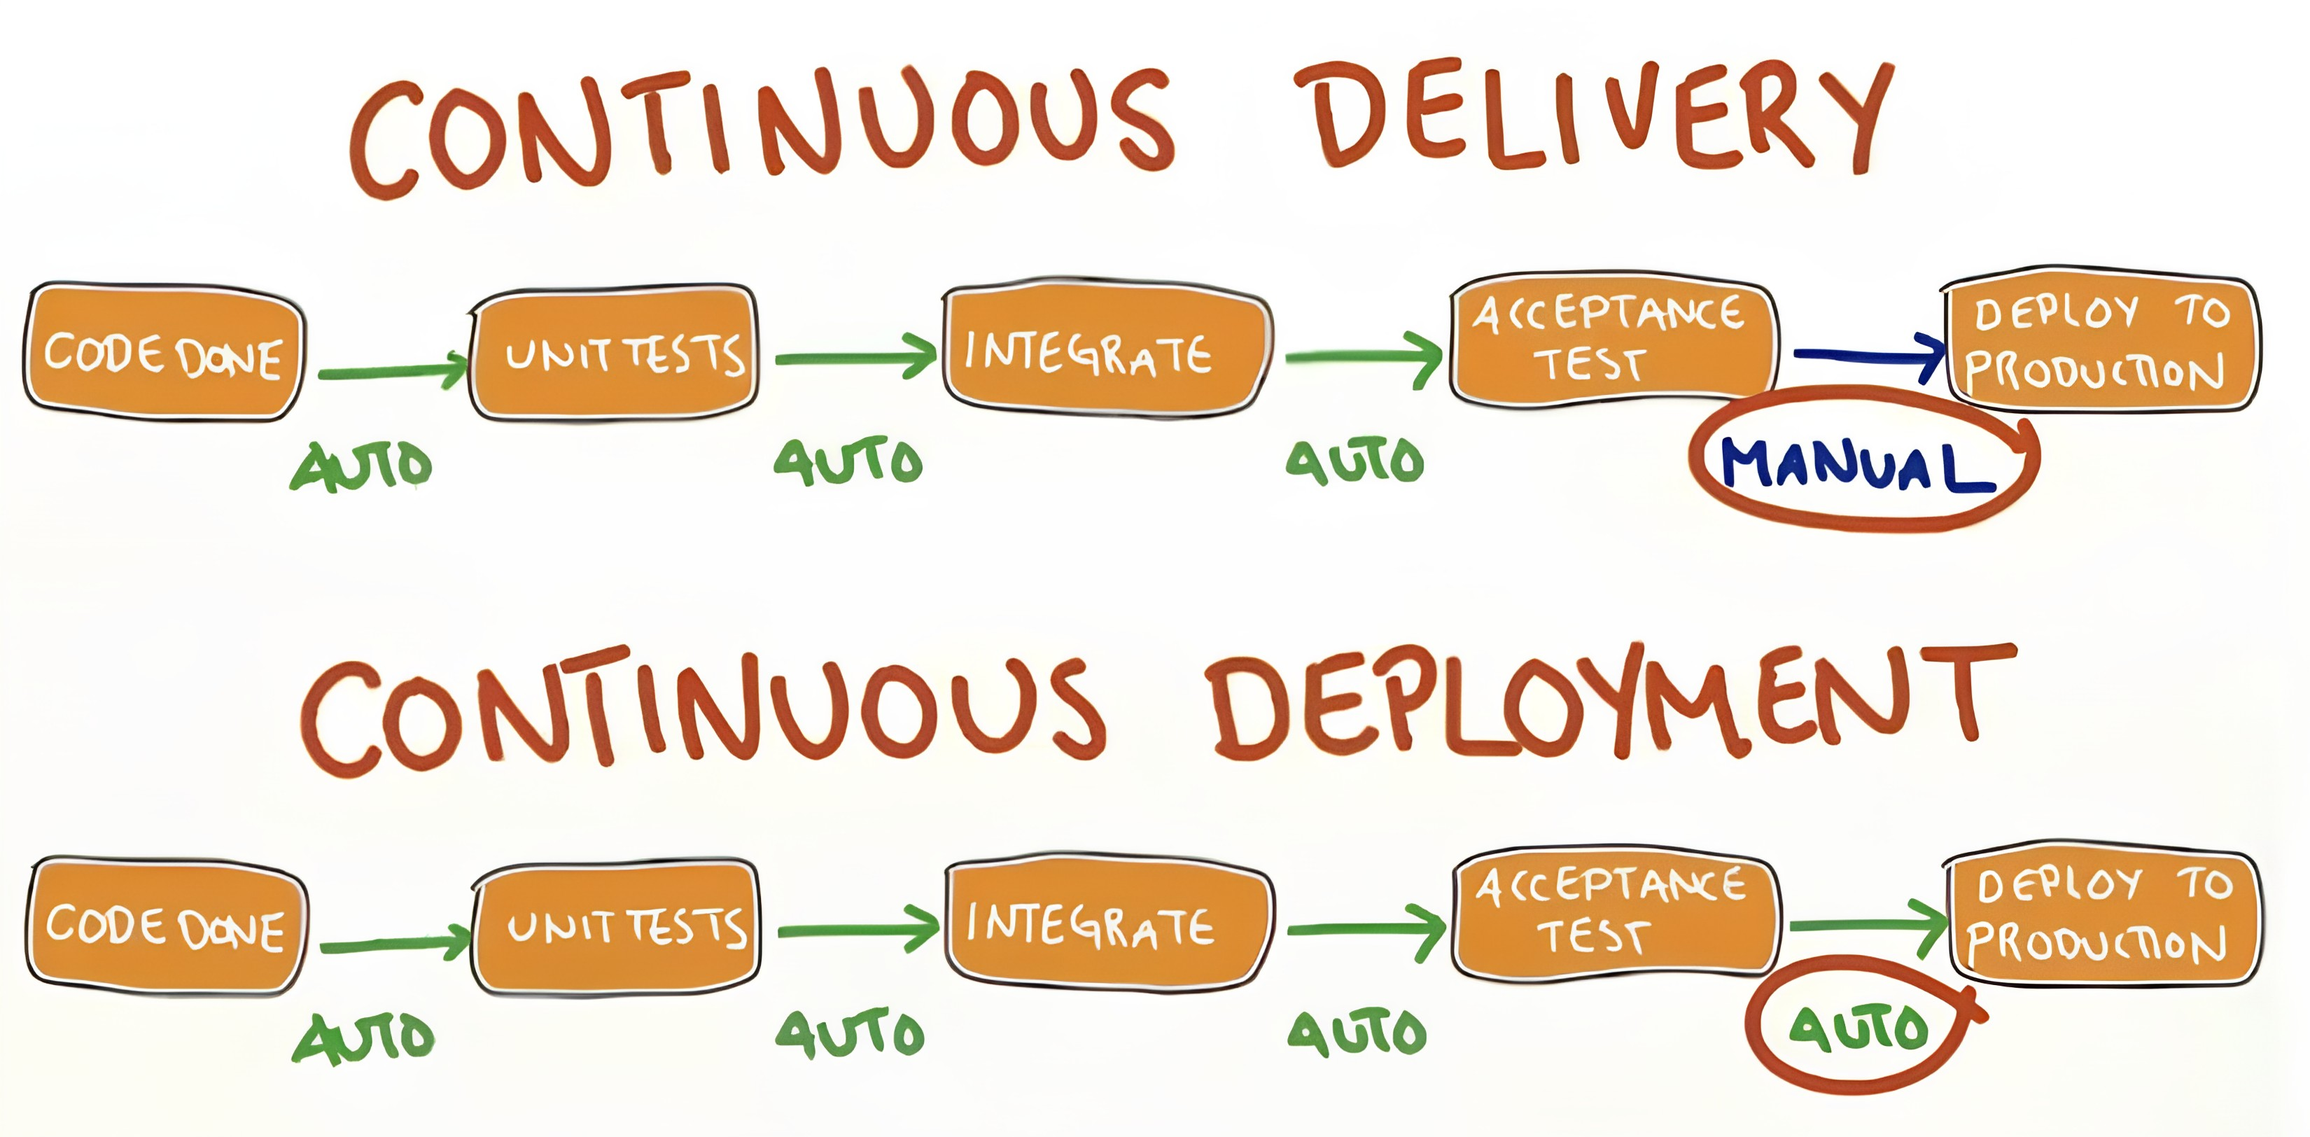 CONTINUOUS DELIVERY
CODE DONE
UNIT TESTS
INTEGRATE
ACCEPTANCE
TEST
DEPLOY TO
PRODUCTION
AUTO
AUTO
AUTO
MANUAL
CONTINUOUS DEPLOYMENT
CODE DONE
UNIT TESTS
INTEGRATE
ACCEPTANCE
TEST
DEPLOY TO
PRODUCTION
AUTO
AUTO
AUTO
AUTO